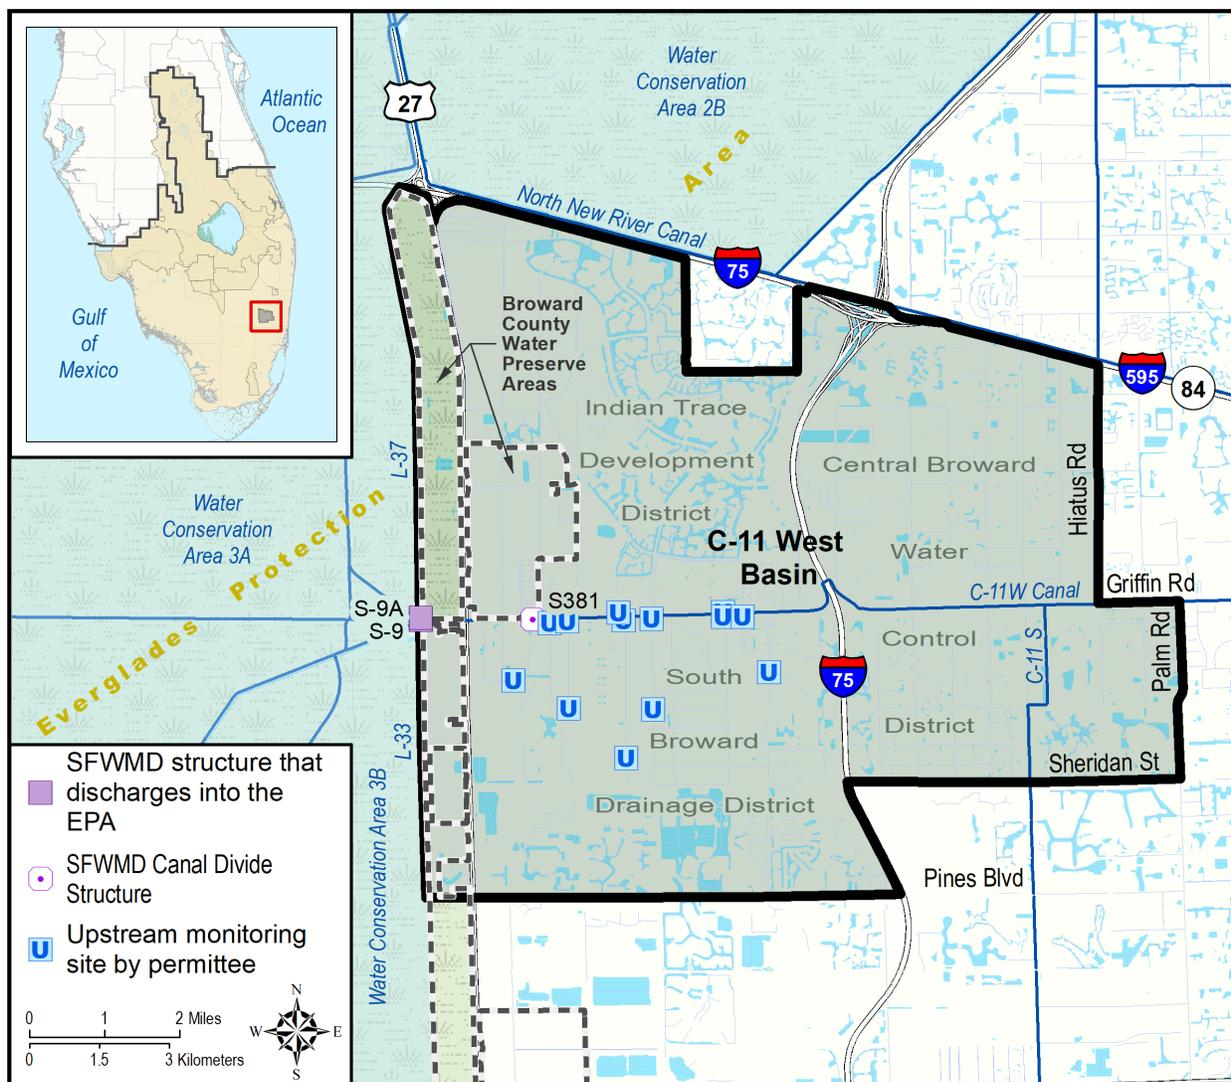 Atlantic
Ocean
Gulf
of
Mexico
27
Water
Conservation
Area 2B
Area
North New River Canal
75
Broward
County
Water
Preserve
Areas
595
84
Indian Trace
Development
District
Central Broward
Water
Control
District
Hiatus Rd
L-37
Water
Conservation
Area 3A
Everglades Protection
C-11 West
Basin
C-11W Canal
Griffin Rd
S-9A
S-9
S381
U
U
U
U
U
U
U
U
U
U
U
U
U
South
Broward
Drainage District
75
C-11 S
Palm Rd
Sheridan St
L-33
Water Conservation Area 3B
Pines Blvd
SFWMD structure that
discharges into the
EPA
SFWMD Canal Divide
Structure
U
Upstream monitoring
site by permittee
0 1 2 Miles
0 1.5 3 Kilometers
N
W E
S